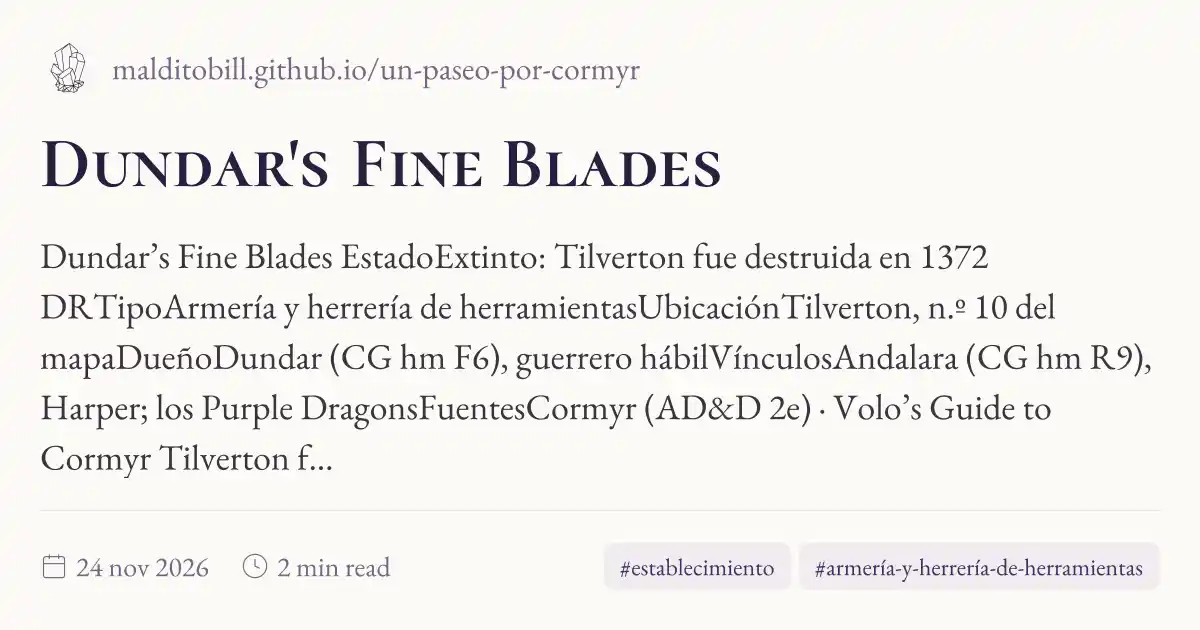 malditobill.github.io/un-paseo-por-cormyr
Dundar's Fine Blades
Dundar’s Fine Blades EstadoExtinto: Tilverton fue destruida en 1372
DRTipoArmería y herrería de herramientasUbicaciónTilverton, n.º 10 del
mapaDueñoDundar (CG hm F6), guerrero hábilVínculosAndalara (CG hm R9),
Harper; los Purple DragonsFuentesCormyr (AD&D 2e) · Volo’s Guide to
Cormyr Tilverton f...
24 nov 2026 2 min read #establecimiento #armería-y-herrería-de-herramientas